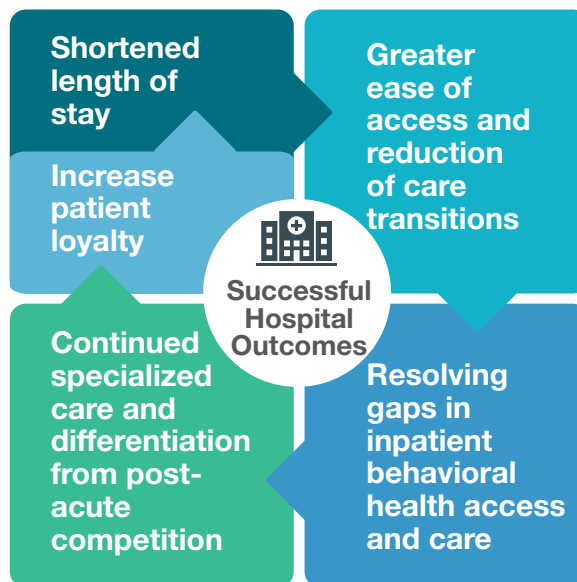 Shortened
length of
stay
Greater
ease of
access and
reduction
of care
transitions
Increase
patient
loyalty
Successful
Hospital
Outcomes
Continued
specialized
care and
differentiation
from post-
acute
competition
Resolving
gaps in
inpatient
behavioral
health access
and care